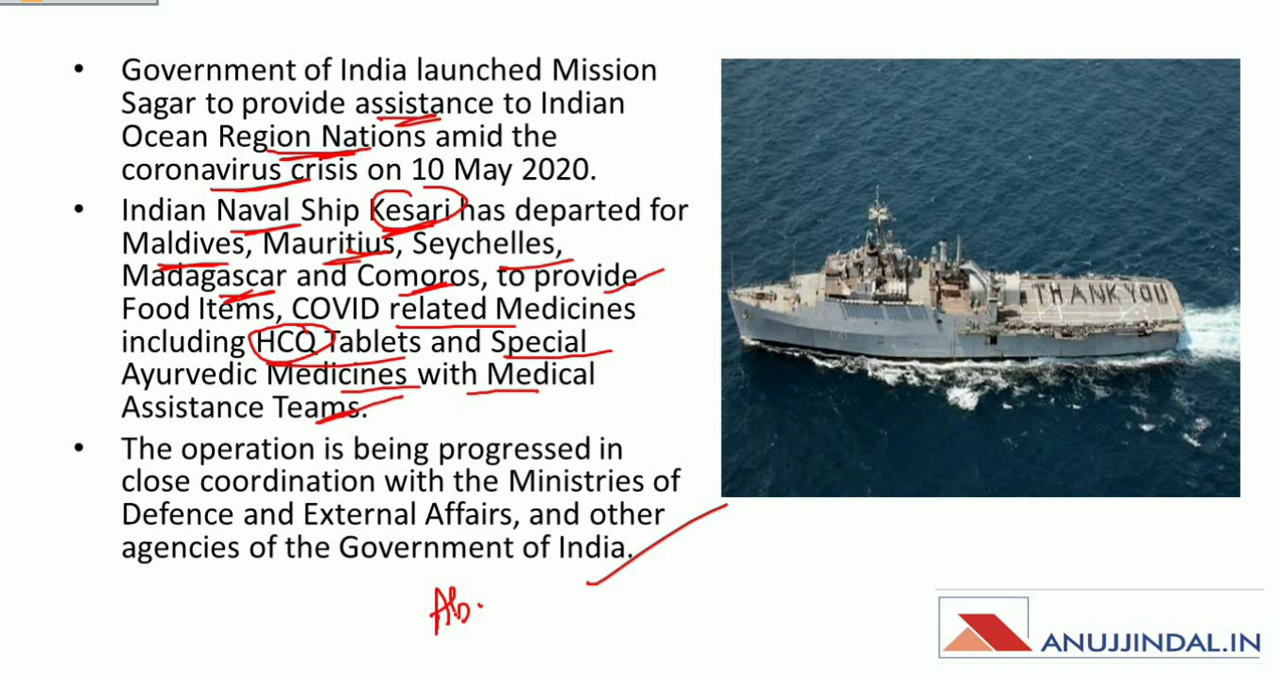 • Government of India launched Mission
Sagar to provide assistance to Indian
Ocean Region Nations amid the
coronavirus crisis on 10 May 2020.
• Indian Naval Ship Kesari has departed for
Maldives, Mauritius, Seychelles,
Madagascar and Comoros, to provide
Food Items, COVID related Medicines
including HCQ Tablets and Special
Ayurvedic Medicines with Medical
Assistance Teams.
• The operation is being progressed in
close coordination with the Ministries of
Defence and External Affairs, and other
agencies of the Government of India.
THANK YOU
ANUJJINDAL.IN